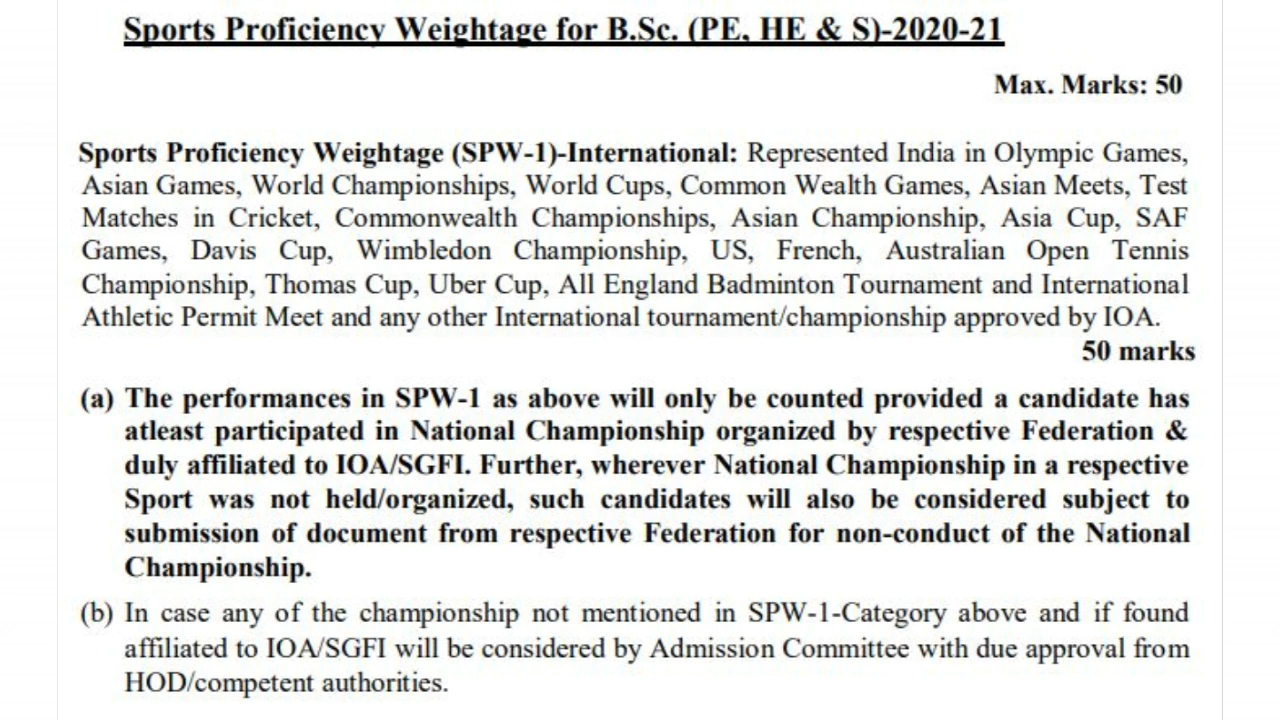 Sports Proficiency Weightage for B.Sc. (PE, HE & S)-2020-21
Max. Marks: 50
Sports Proficiency Weightage (SPW-1)-International: Represented India in Olympic Games,
Asian Games, World Championships, World Cups, Common Wealth Games, Asian Meets, Test
Matches in Cricket, Commonwealth Championships, Asian Championship, Asia Cup, SAF
Games, Davis Cup, Wimbledon Championship, US, French, Australian Open Tennis
Championship, Thomas Cup, Uber Cup, All England Badminton Tournament and International
Athletic Permit Meet and any other International tournament/championship approved by IOA.
50 marks
(a) The performances in SPW-1 as above will only be counted provided a candidate has
atleast participated in National Championship organized by respective Federation &
duly affiliated to IOA/SGFI. Further, wherever National Championship in a respective
Sport was not held/organized, such candidates will also be considered subject to
submission of document from respective Federation for non-conduct of the National
Championship.
(b) In case any of the championship not mentioned in SPW-1-Category above and if found
affiliated to IOA/SGFI will be considered by Admission Committee with due approval from
HOD/competent authorities.